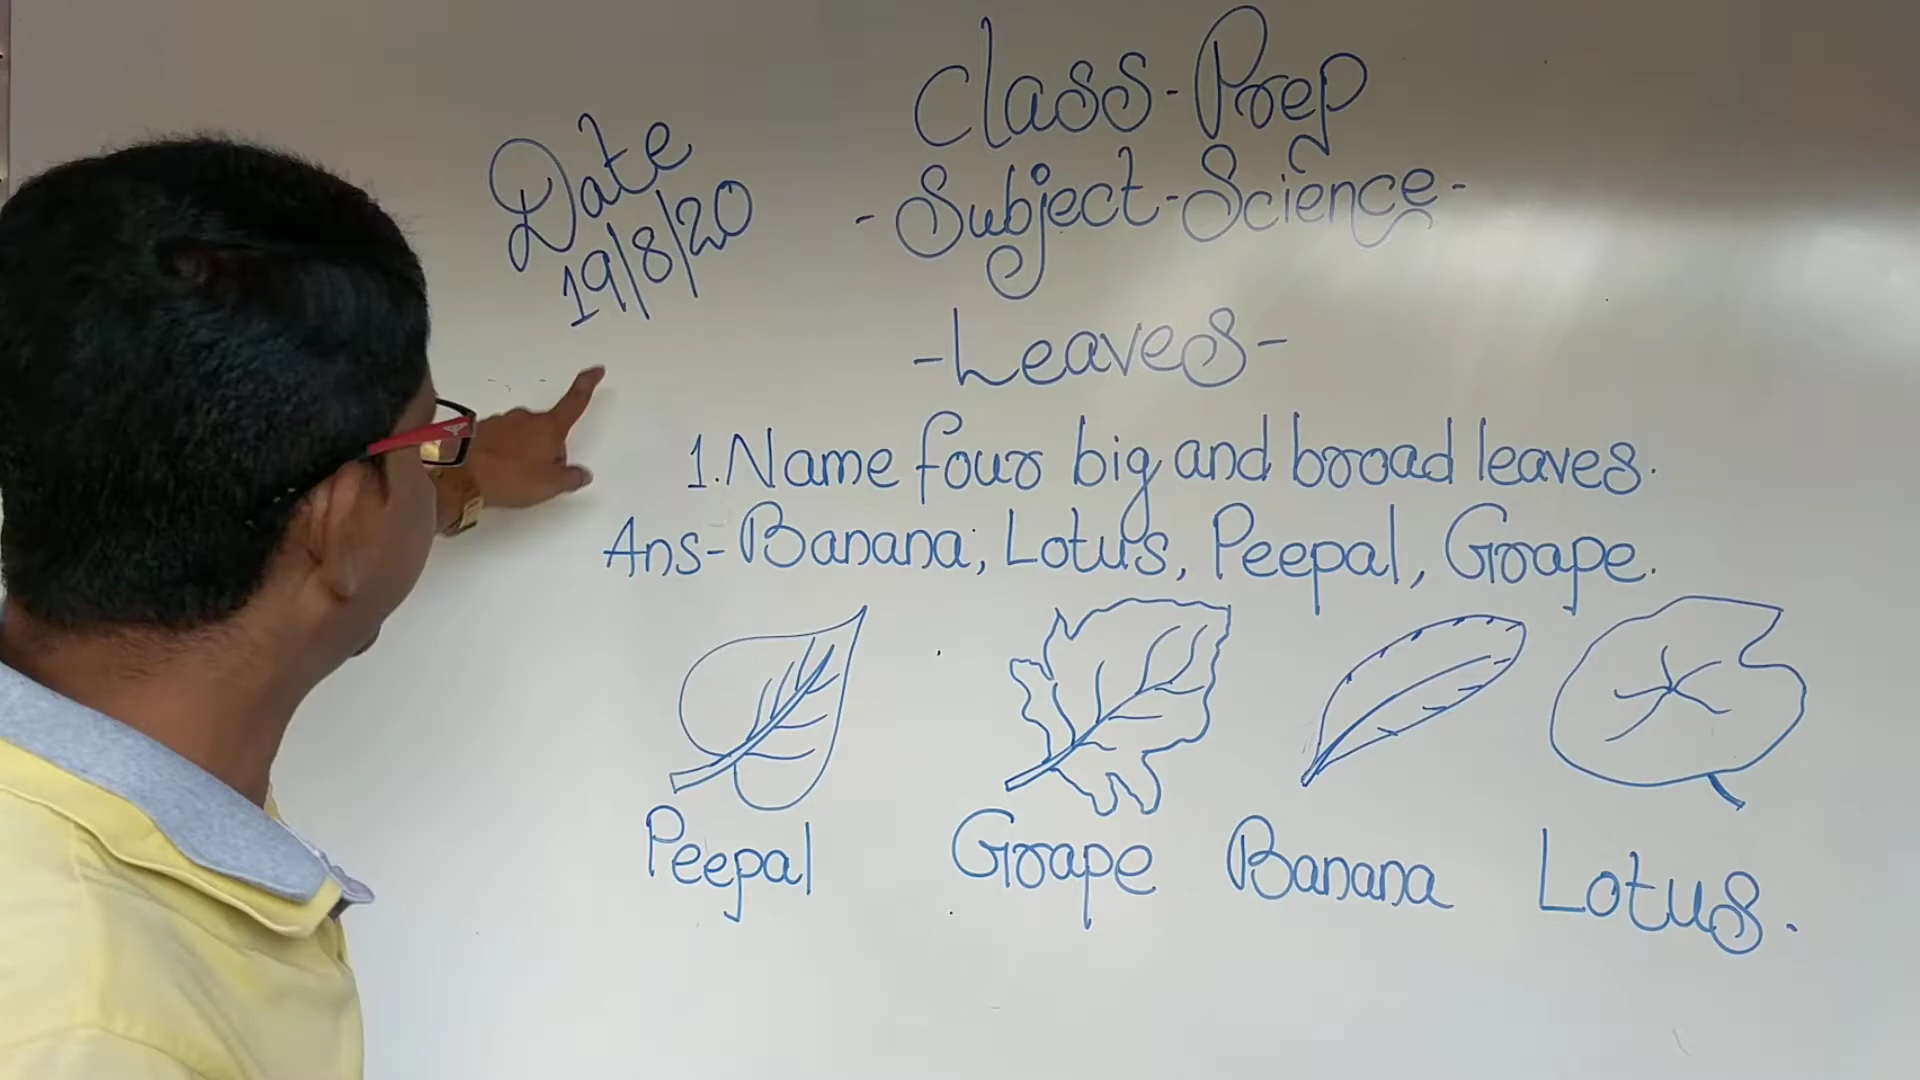 Class-Prep
Date
19/8/20
-Subject-Science-
-Leaves-
1.Name four big and broad leaves.
Ans-Banana, Lotus, Peepal, Grape.
Peepal Grape Banana Lotus.